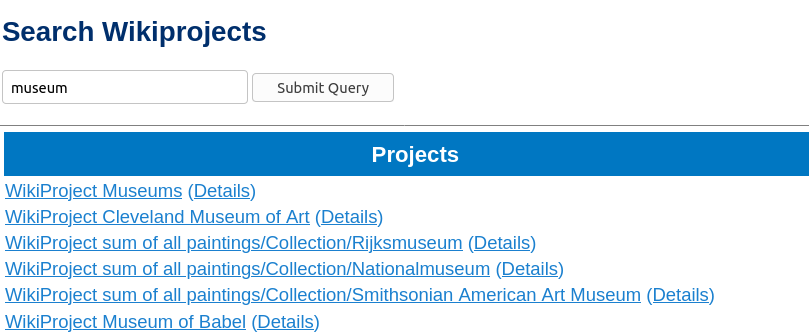 Search Wikiprojects
museum Submit Query
Projects
WikiProject Museums (Details)
WikiProject Cleveland Museum of Art (Details)
WikiProject sum of all paintings/Collection/Rijksmuseum (Details)
WikiProject sum of all paintings/Collection/Nationalmuseum (Details)
WikiProject sum of all paintings/Collection/Smithsonian American Art Museum (Details)
WikiProject Museum of Babel (Details)